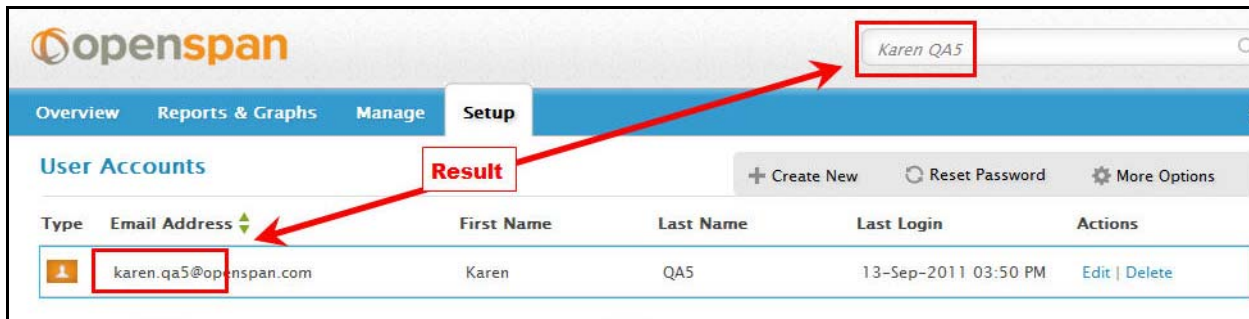 openspan
Karen QA5
Overview Reports & Graphs Manage Setup
User Accounts
Result
Create New Reset Password More Options
Type Email Address First Name Last Name Last Login Actions
karen.qa5@openspan.com Karen QA5 13-Sep-2011 03:50 PM Edit | Delete